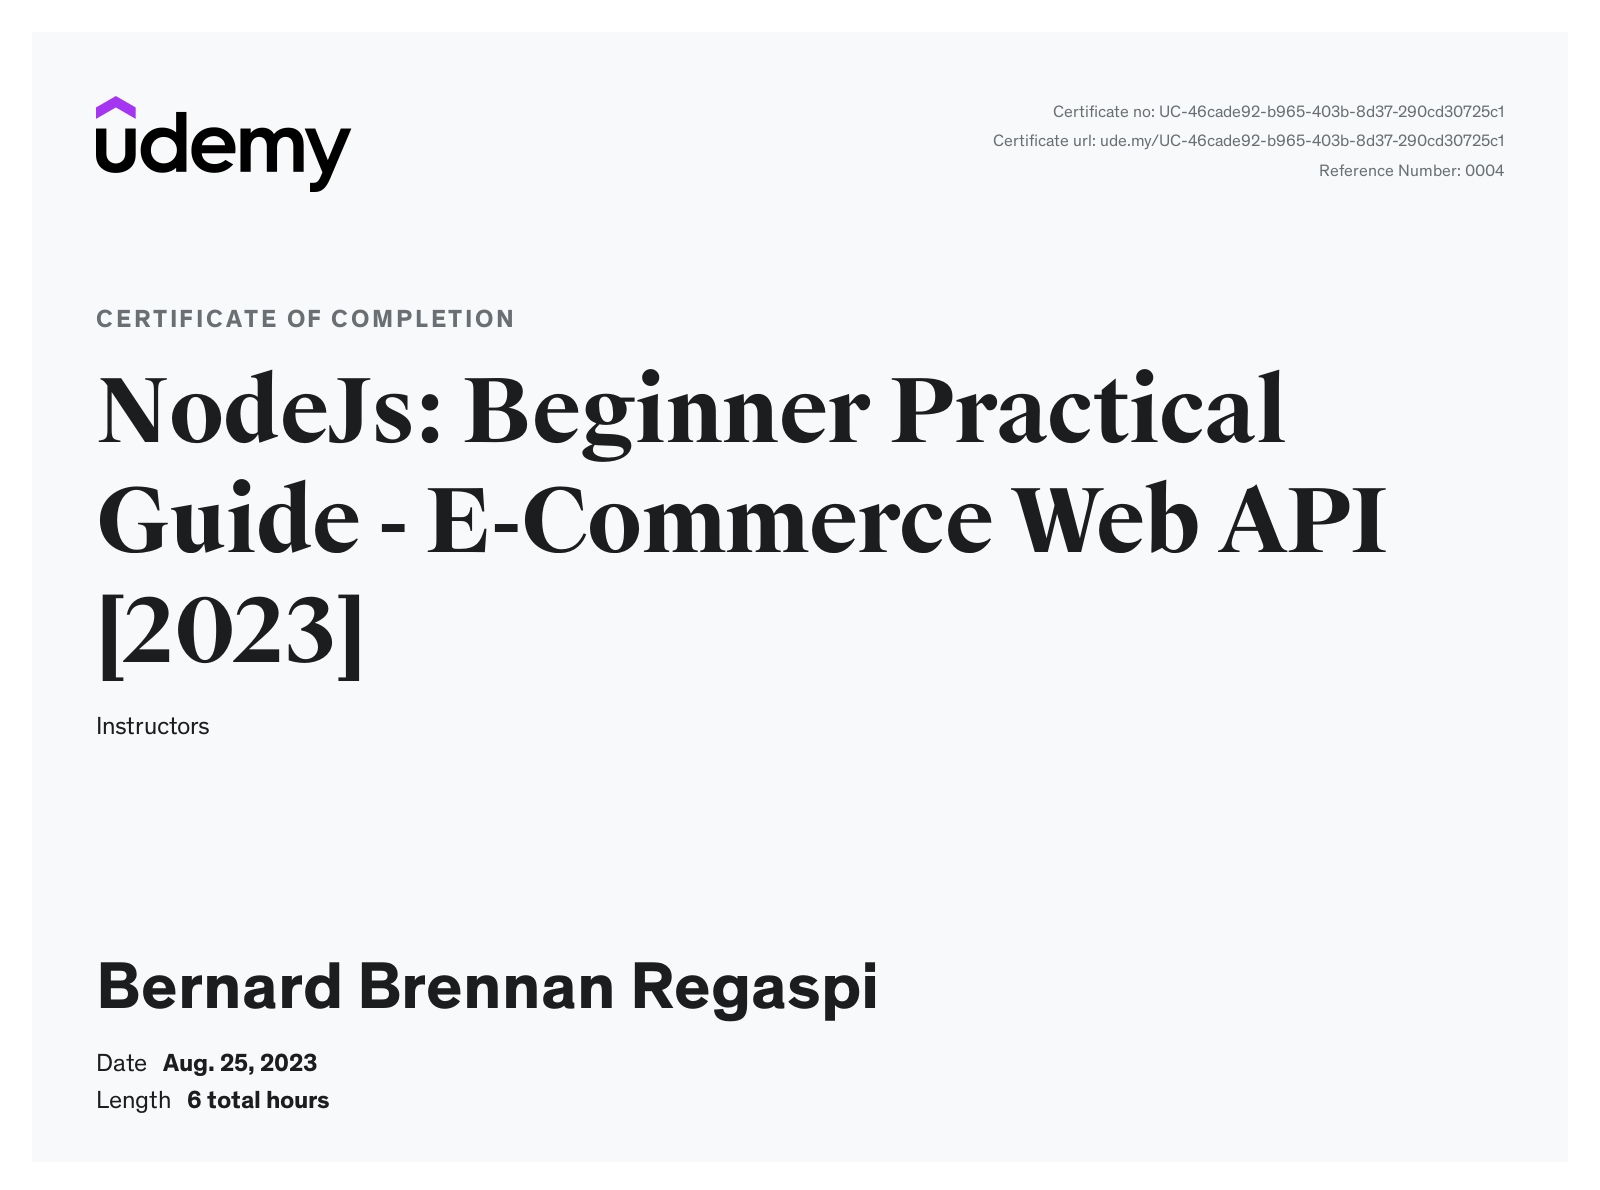 udemy
Certificate no: UC-46cade92-b965-403b-8d37-290cd30725c1
Certificate url: ude.my/UC-46cade92-b965-403b-8d37-290cd30725c1
Reference Number: 0004
CERTIFICATE OF COMPLETION
NodeJs: Beginner Practical
Guide - E-Commerce Web API
[2023]
Instructors
Bernard Brennan Regaspi
Date Aug. 25, 2023
Length 6 total hours